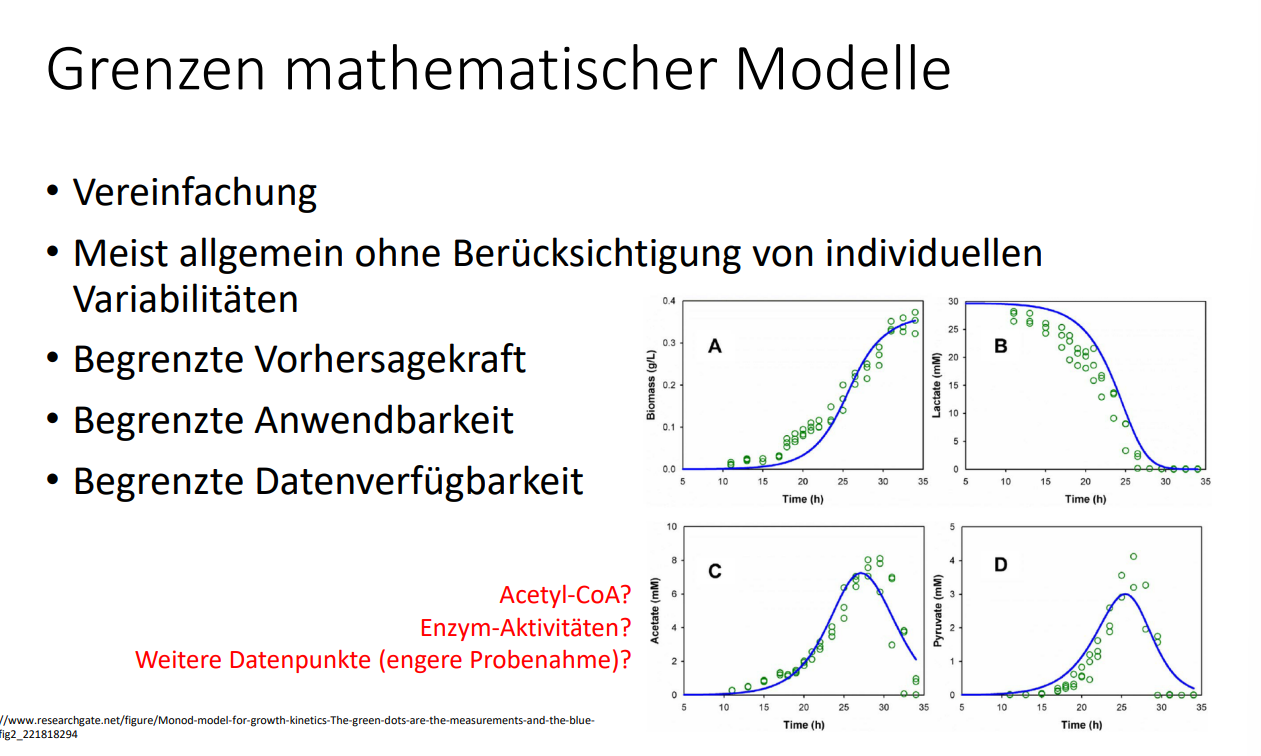 Grenzen mathematischer Modelle
• Vereinfachung
• Meist allgemein ohne Berücksichtigung von individuellen
Variabilitäten
• Begrenzte Vorhersagekraft
• Begrenzte Anwendbarkeit
• Begrenzte Datenverfügbarkeit
Acetyl-CoA?
Enzym-Aktivitäten?
Weitere Datenpunkte (engere Probenahme)?
A
Biomass (g/L)
0.4
0.3
0.2
0.1
0.0
5 10 15 20 25 30 35
Time (h)
B
Lactate (mM)
30
25
20
15
10
5
0
5 10 15 20 25 30 35
Time (h)
C
Acetate (mM)
10
8
6
4
2
0
5 10 15 20 25 30 35
Time (h)
D
Pyruvate (mM)
5
4
3
2
1
0
5 10 15 20 25 30 35
Time (h)
//www.researchgate.net/figure/Monod-model-for-growth-kinetics-The-green-dots-are-the-measurements-and-the-blue-
fig2_221818294